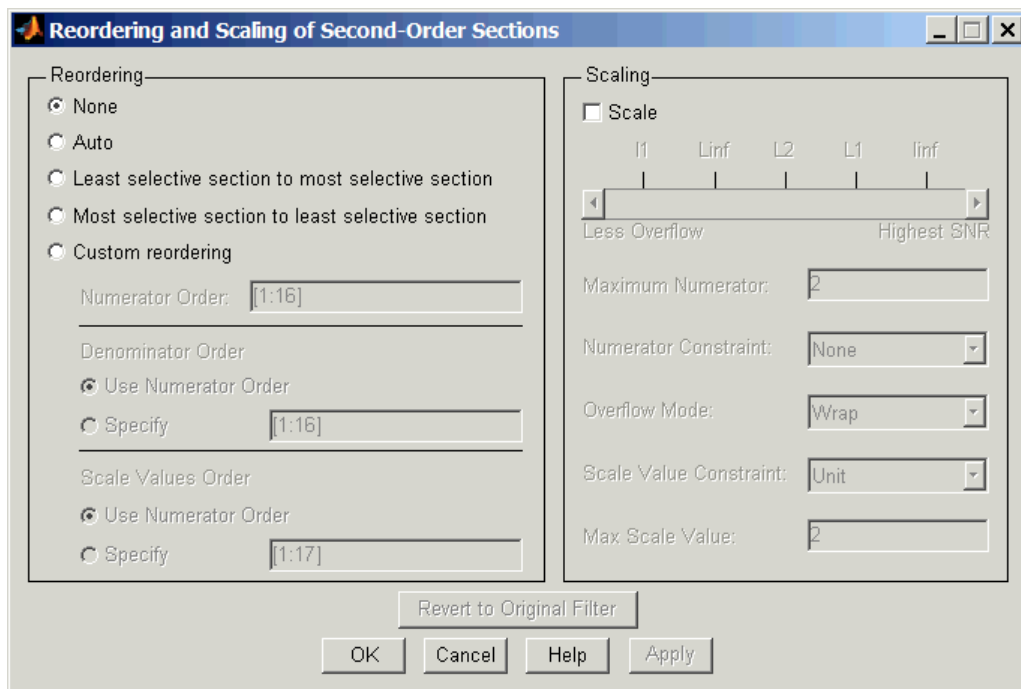 Reordering and Scaling of Second-Order Sections
Reordering
None
Auto
Least selective section to most selective section
Most selective section to least selective section
Custom reordering
Numerator Order: [1:16]
Denominator Order
Use Numerator Order
Specify [1:16]
Scale Values Order
Use Numerator Order
Specify [1:17]
Scaling
Scale
l1 Linf L2 L1 linf
Less Overflow Highest SNR
Maximum Numerator: 2
Numerator Constraint: None
Overflow Mode: Wrap
Scale Value Constraint: Unit
Max Scale Value: 2
Revert to Original Filter
OK Cancel Help Apply